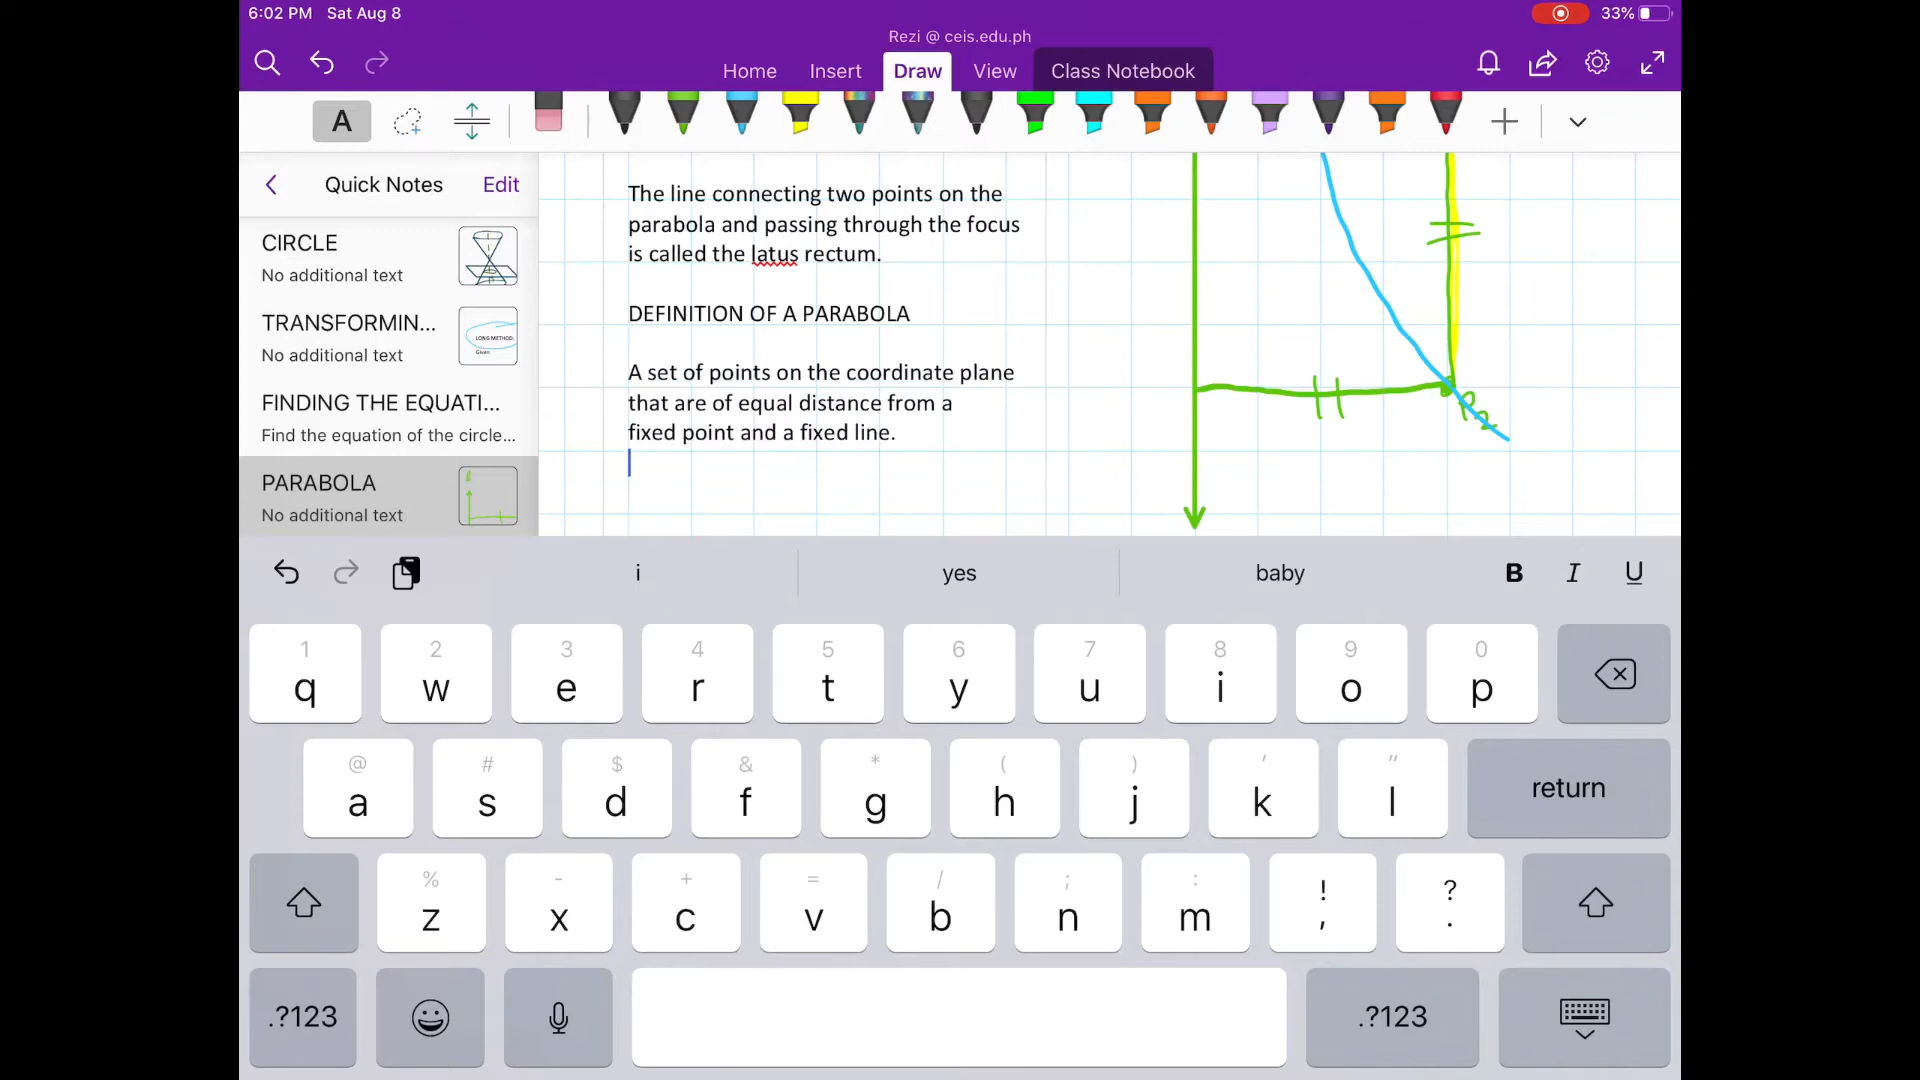 6:02 PM Sat Aug 8
33%
Rezi @ ceis.edu.ph
Home Insert Draw View Class Notebook
A
Quick Notes Edit
CIRCLE
No additional text
TRANSFORMIN...
No additional text
LONG METHOD:
Given
FINDING THE EQUATI...
Find the equation of the circle...
PARABOLA
No additional text
The line connecting two points on the
parabola and passing through the focus
is called the latus rectum.
DEFINITION OF A PARABOLA
A set of points on the coordinate plane
that are of equal distance from a
fixed point and a fixed line.
P2
i yes baby B I U
1 2 3 4 5 6 7 8 9 0
q w e r t y u i o p
@ # $ & * ( ) ' "
a s d f g h j k l return
% - + = / ; : ! ?
z x c v b n m , .
.?123 .?123